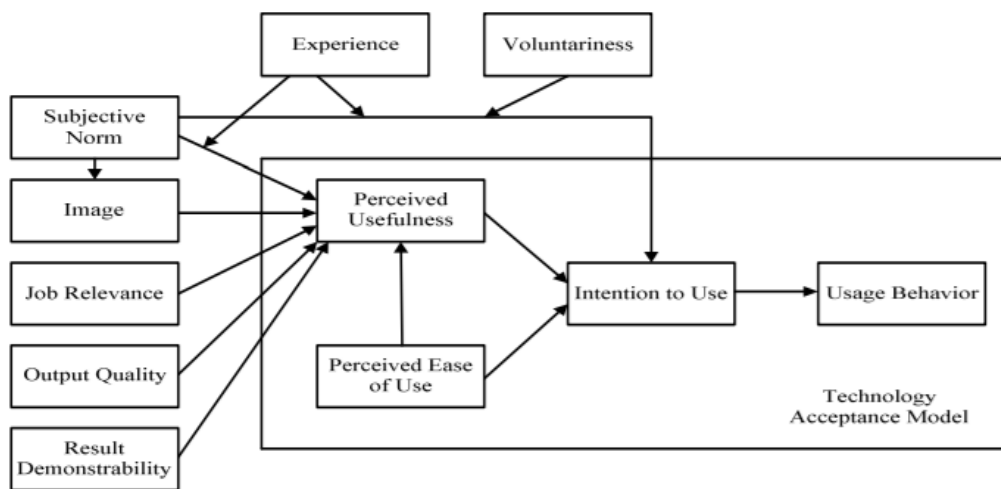 Experience
Voluntariness
Subjective
Norm
Image
Perceived
Usefulness
Job Relevance
Intention to Use
Usage Behavior
Output Quality
Perceived Ease
of Use
Technology
Acceptance Model
Result
Demonstrability